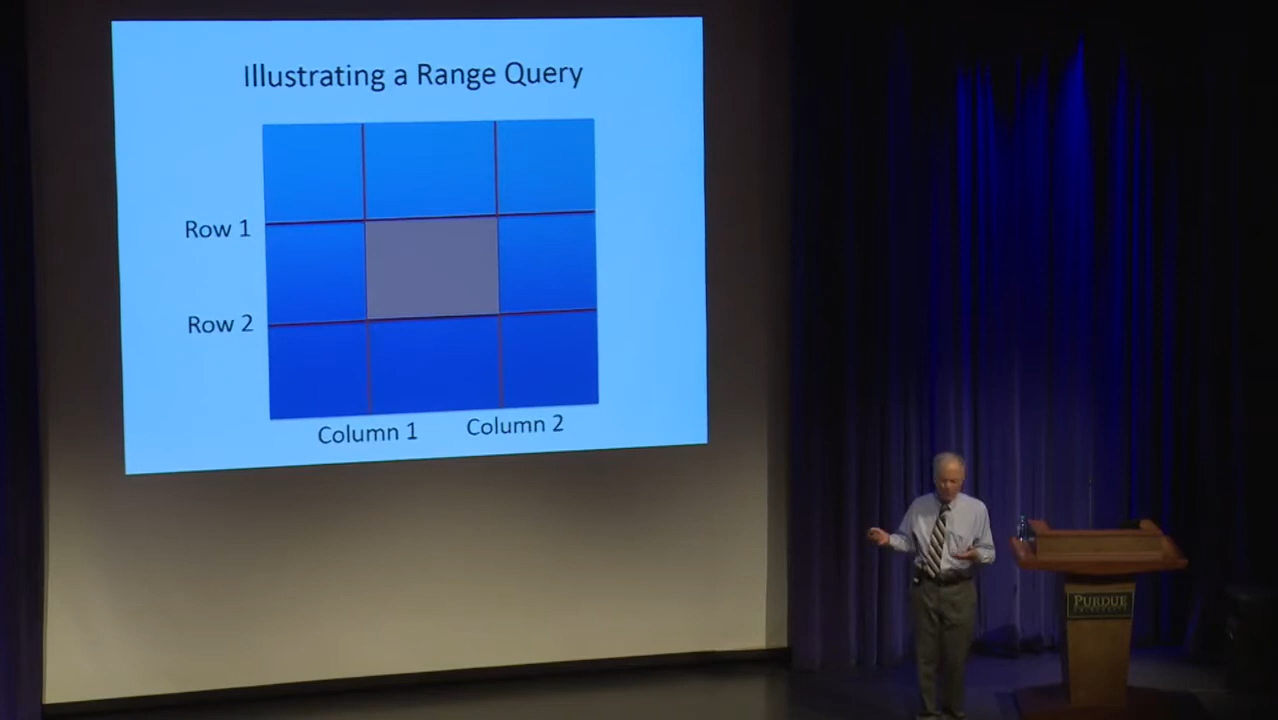 Illustrating a Range Query
Row 1
Row 2
Column 1
Column 2
PURDUE